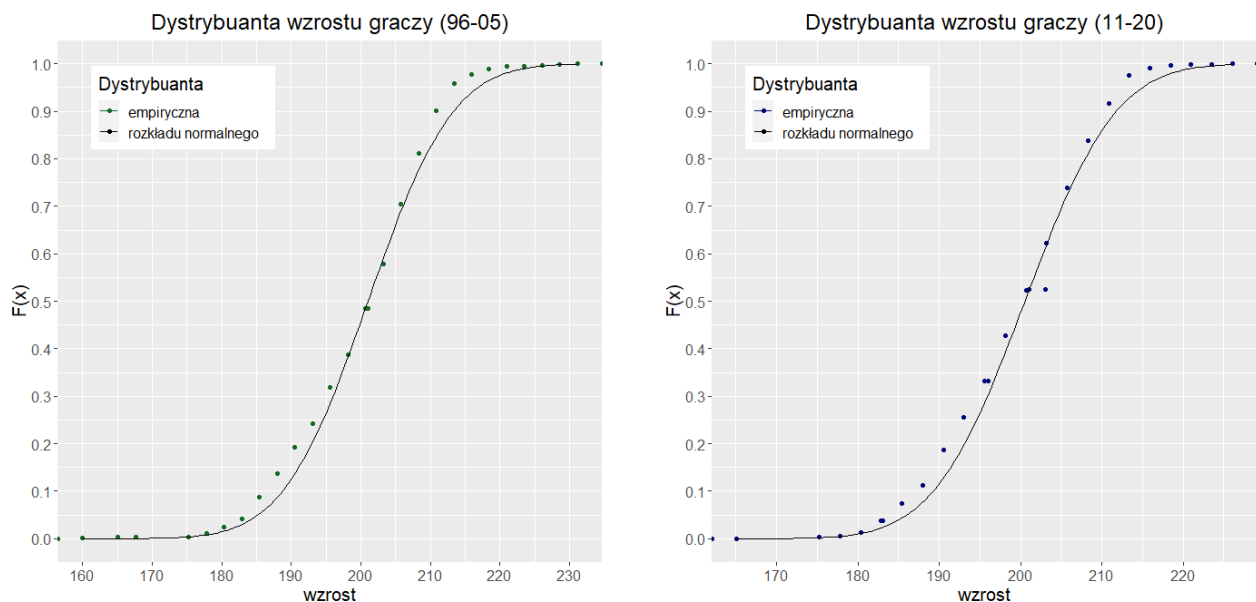 Dystrybuanta wzrostu graczy (96-05)
1.0
0.9
0.8
0.7
0.6
0.5
0.4
0.3
0.2
0.1
0.0
F(x)
Dystrybuanta
empiryczna
rozkładu normalnego
160 170 180 190 200 210 220 230
wzrost
Dystrybuanta wzrostu graczy (11-20)
1.0
0.9
0.8
0.7
0.6
0.5
0.4
0.3
0.2
0.1
0.0
F(x)
Dystrybuanta
empiryczna
rozkładu normalnego
170 180 190 200 210 220
wzrost